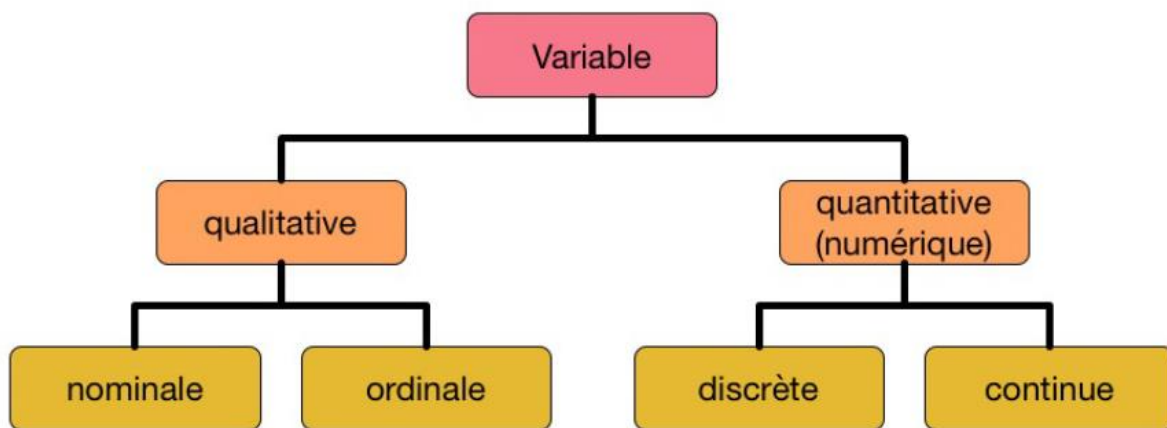 Variable
qualitative
quantitative
(numérique)
nominale
ordinale
discrète
continue